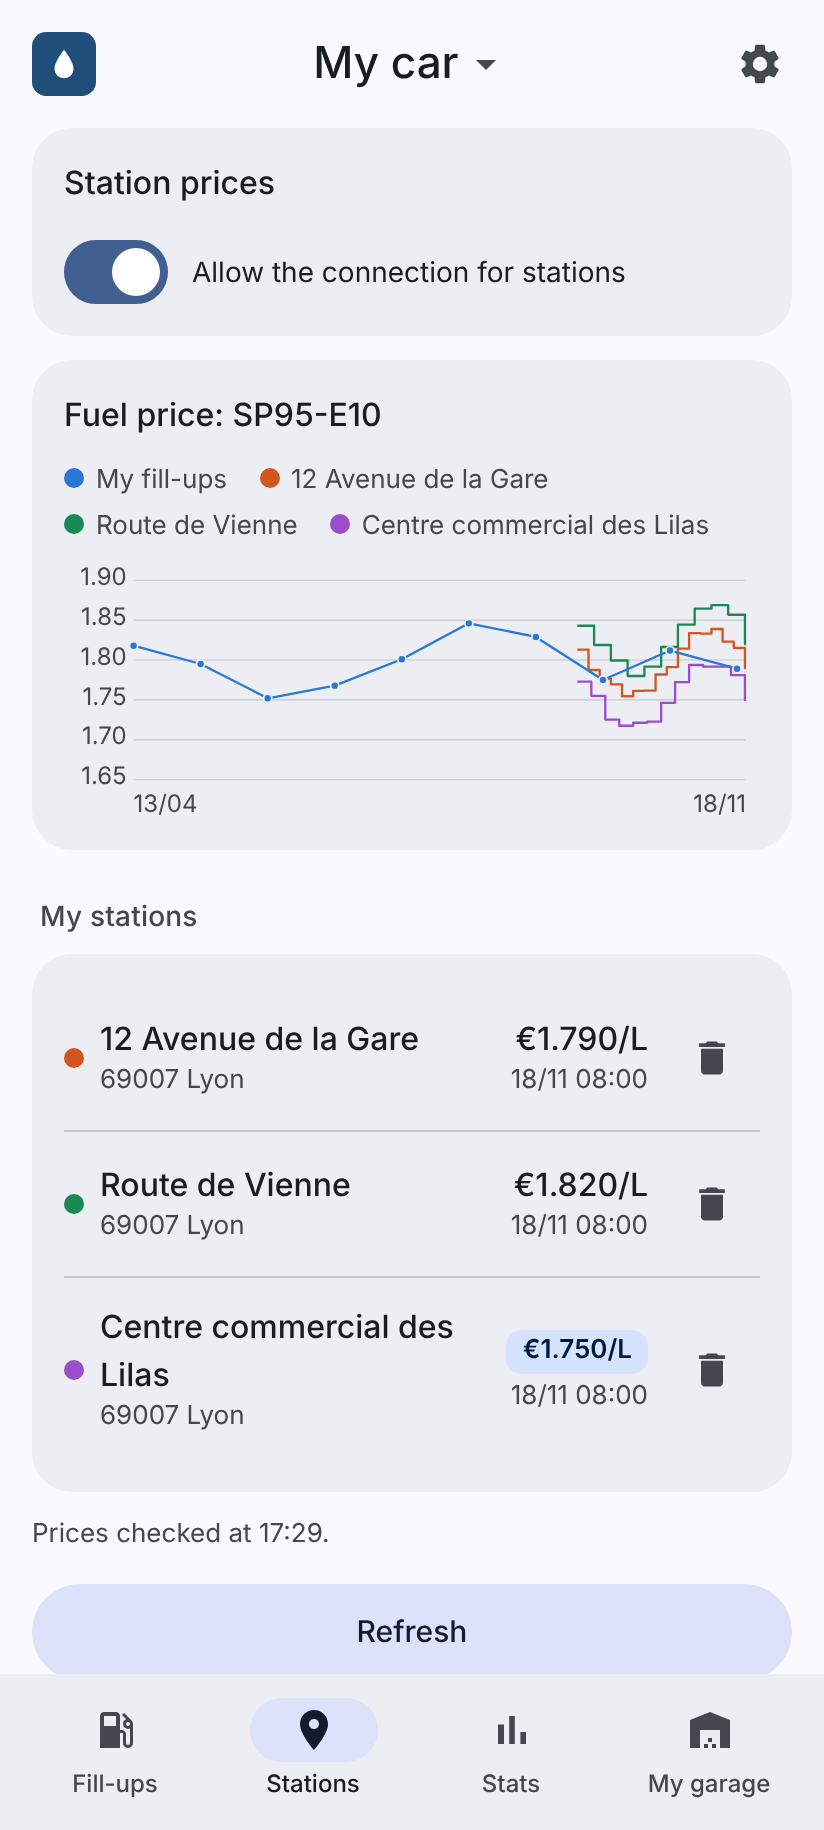 My car
Station prices
Allow the connection for stations
Fuel price: SP95-E10
My fill-ups
12 Avenue de la Gare
Route de Vienne
Centre commercial des Lilas
1.90
1.85
1.80
1.75
1.70
1.65
13/04
18/11
My stations
12 Avenue de la Gare
€1.790/L
69007 Lyon
18/11 08:00
Route de Vienne
€1.820/L
69007 Lyon
18/11 08:00
Centre commercial des
Lilas
€1.750/L
69007 Lyon
18/11 08:00
Prices checked at 17:29.
Refresh
Fill-ups
Stations
Stats
My garage